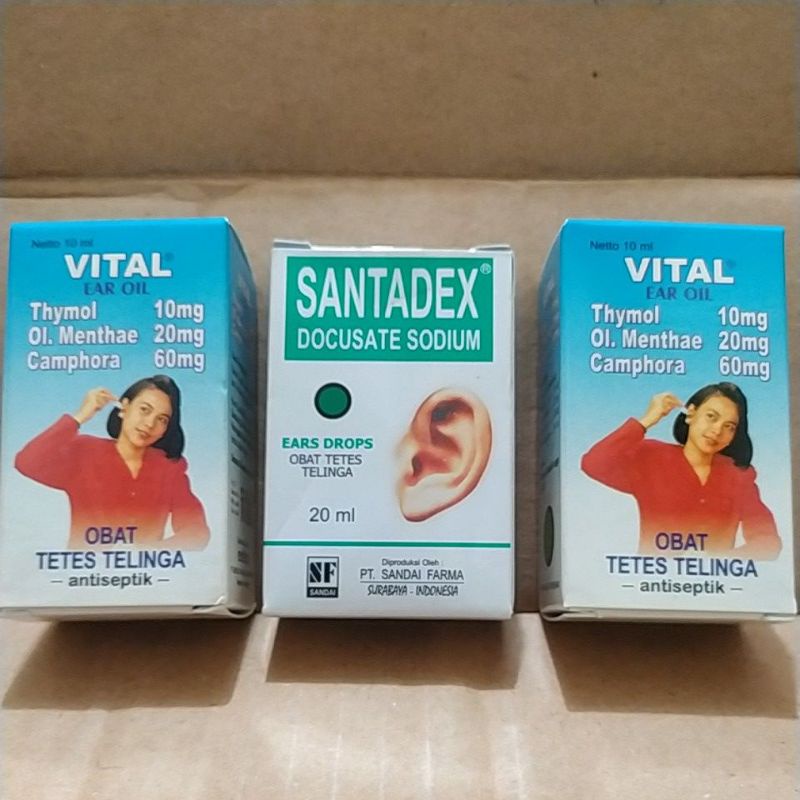 Netto 10 ml
VITAL®
EAR OIL
Thymol 10mg
Ol. Menthae 20mg
Camphora 60mg
OBAT
TETES TELINGA
– antiseptik –
SANTADEX®
DOCUSATE SODIUM
EARS DROPS
OBAT TETES
TELINGA
20 ml
SF
SANDAI
Diproduksi Oleh :
PT. SANDAI FARMA
SURABAYA - INDONESIA
Netto 10 ml
VITAL®
EAR OIL
Thymol 10mg
Ol. Menthae 20mg
Camphora 60mg
OBAT
TETES TELINGA
– antiseptik –